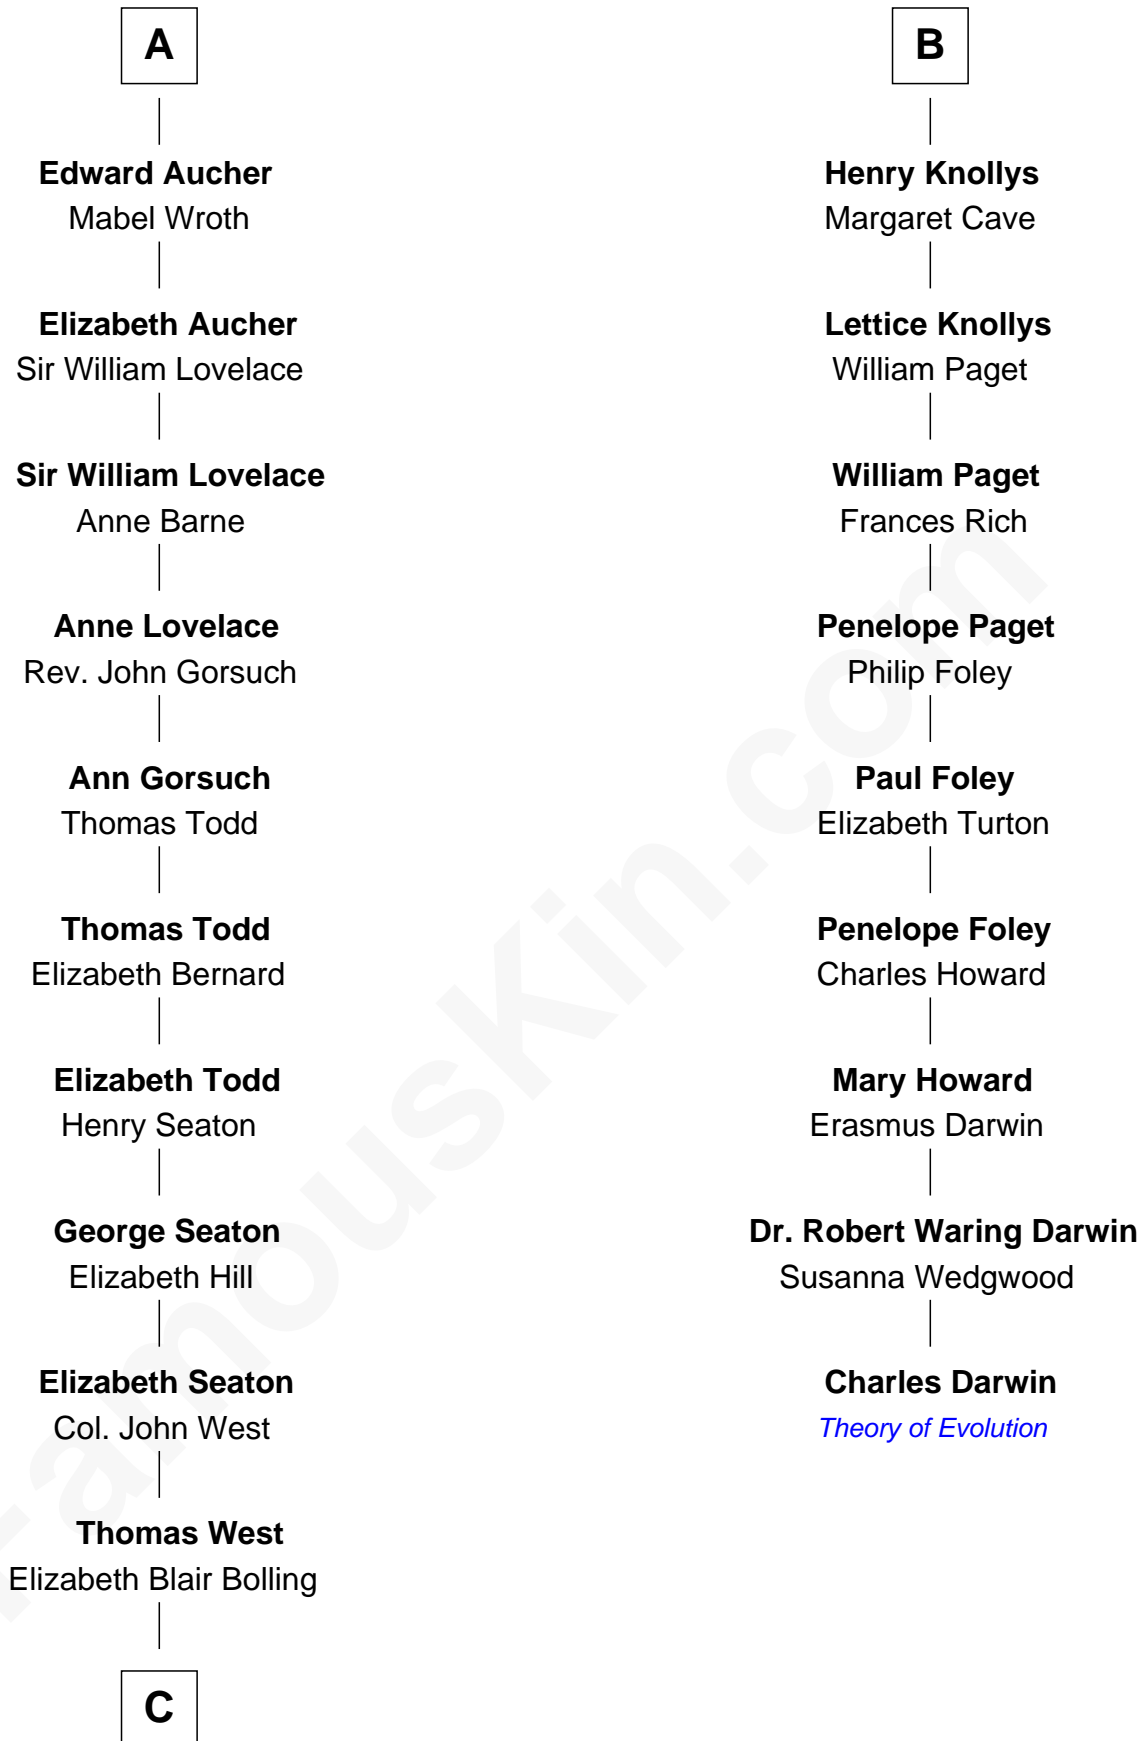 A
Edward Aucher
Mabel Wroth
Elizabeth Aucher
Sir William Lovelace
Sir William Lovelace
Anne Barne
Anne Lovelace
Rev. John Gorsuch
Ann Gorsuch
Thomas Todd
Thomas Todd
Elizabeth Bernard
Elizabeth Todd
Henry Seaton
George Seaton
Elizabeth Hill
Elizabeth Seaton
Col. John West
Thomas West
Elizabeth Blair Bolling
C
B
Henry Knollys
Margaret Cave
Lettice Knollys
William Paget
William Paget
Frances Rich
Penelope Paget
Philip Foley
Paul Foley
Elizabeth Turton
Penelope Foley
Charles Howard
Mary Howard
Erasmus Darwin
Dr. Robert Waring Darwin
Susanna Wedgwood
Charles Darwin
Theory of Evolution
FamousKin.com